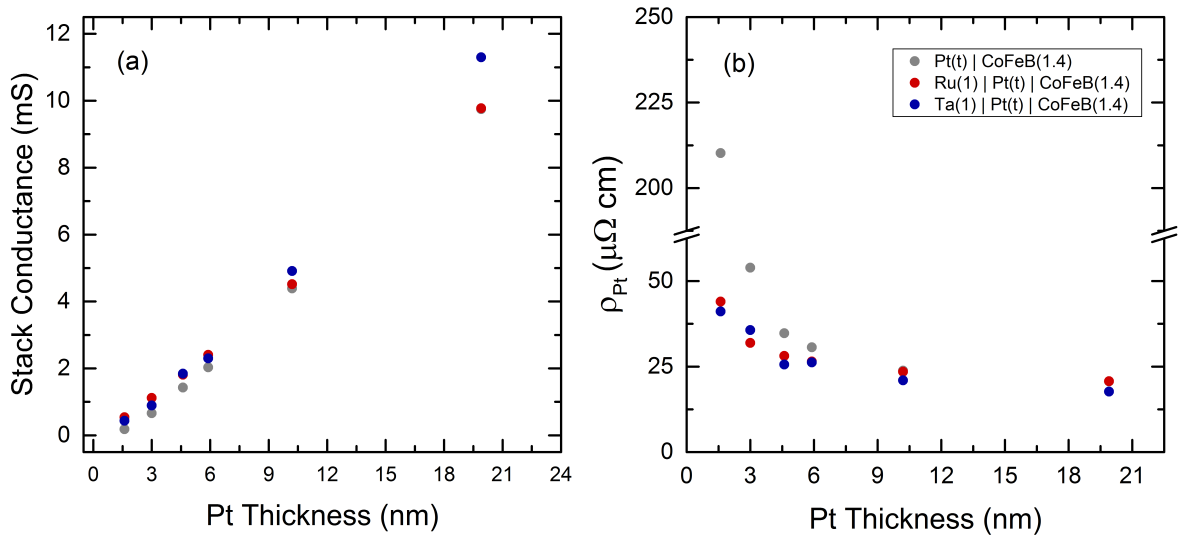 (a)
Stack Conductance (mS)
12
10
8
6
4
2
0
0 3 6 9 12 15 18 21 24
Pt Thickness (nm)
(b)
Pt(t) | CoFeB(1.4)
Ru(1) | Pt(t) | CoFeB(1.4)
Ta(1) | Pt(t) | CoFeB(1.4)
ρPt (μΩ cm)
250
225
200
50
25
0
0 3 6 9 12 15 18 21
Pt Thickness (nm)